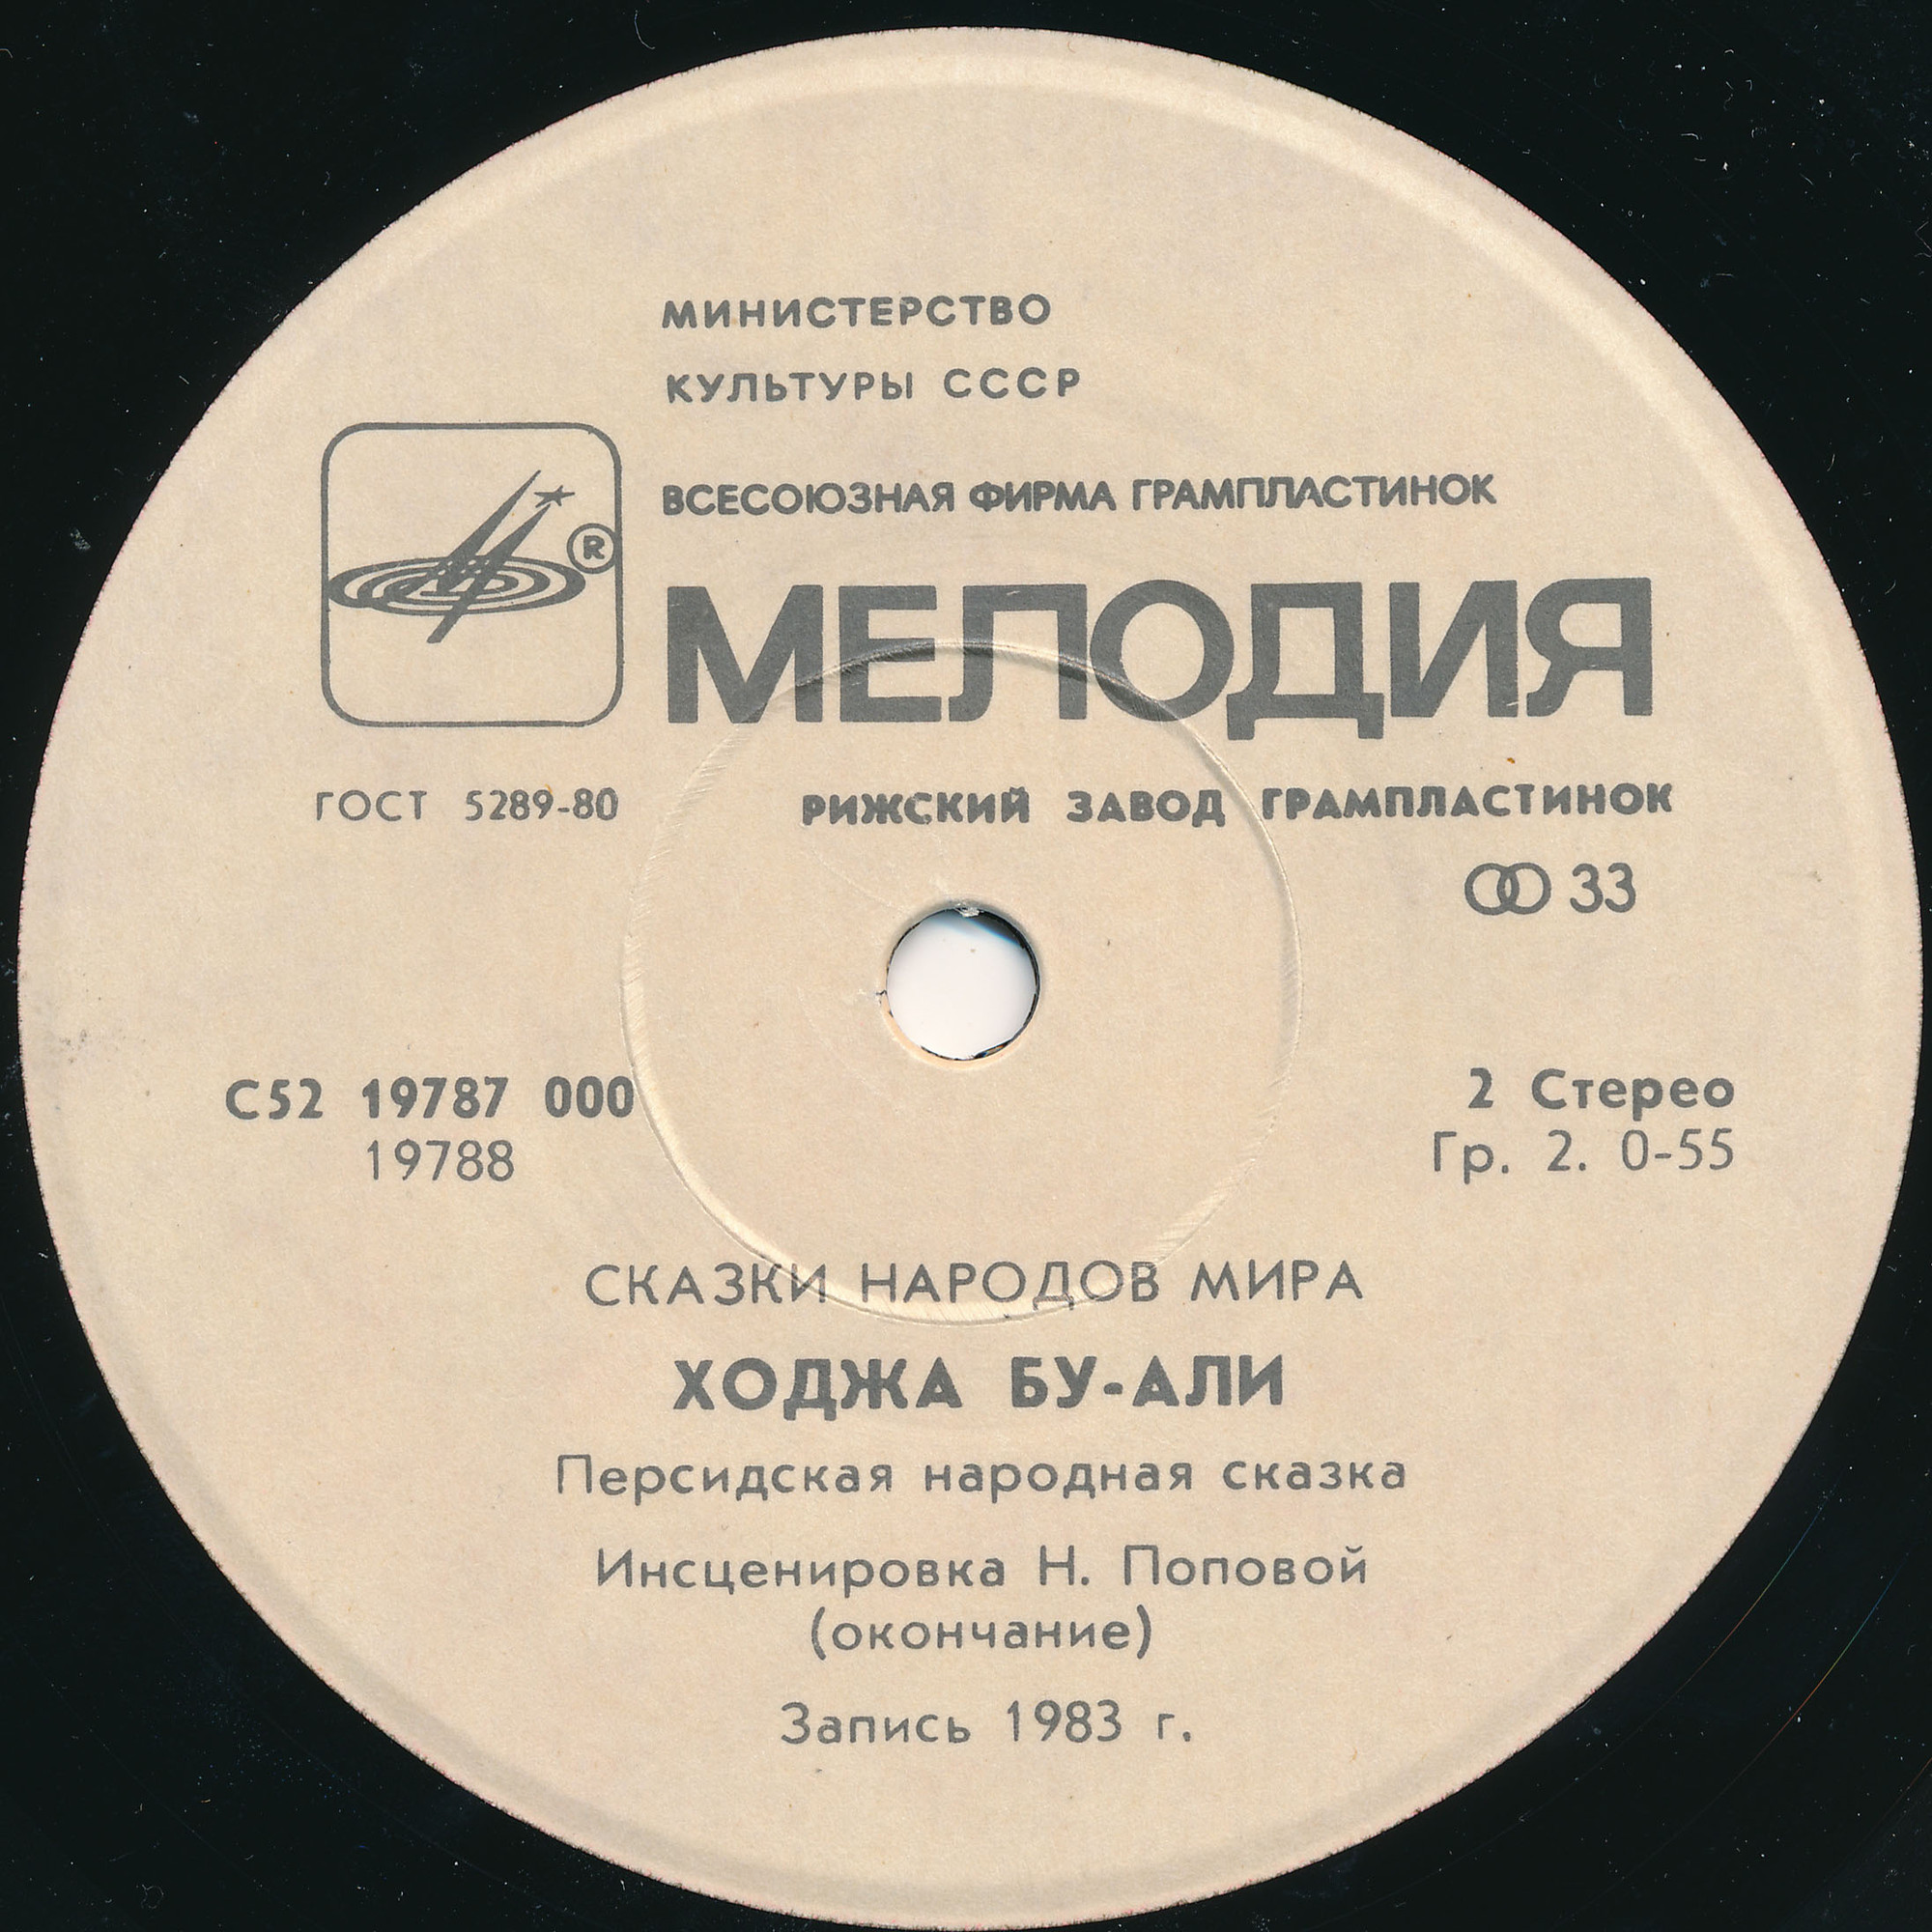 МИНИСТЕРСТВО
КУЛЬТУРЫ СССР
ВСЕСОЮЗНАЯ ФИРМА ГРАМПЛАСТИНОК
®
МЕЛОДИЯ
ГОСТ 5289-80 РИЖСКИЙ ЗАВОД ГРАМПЛАСТИНОК
33
С52 19787 000 2 Стерео
19788 Гр. 2. 0-55
СКАЗКИ НАРОДОВ МИРА
ХОДЖА БУ-АЛИ
Персидская народная сказка
Инсценировка Н. Поповой
(окончание)
Запись 1983 г.